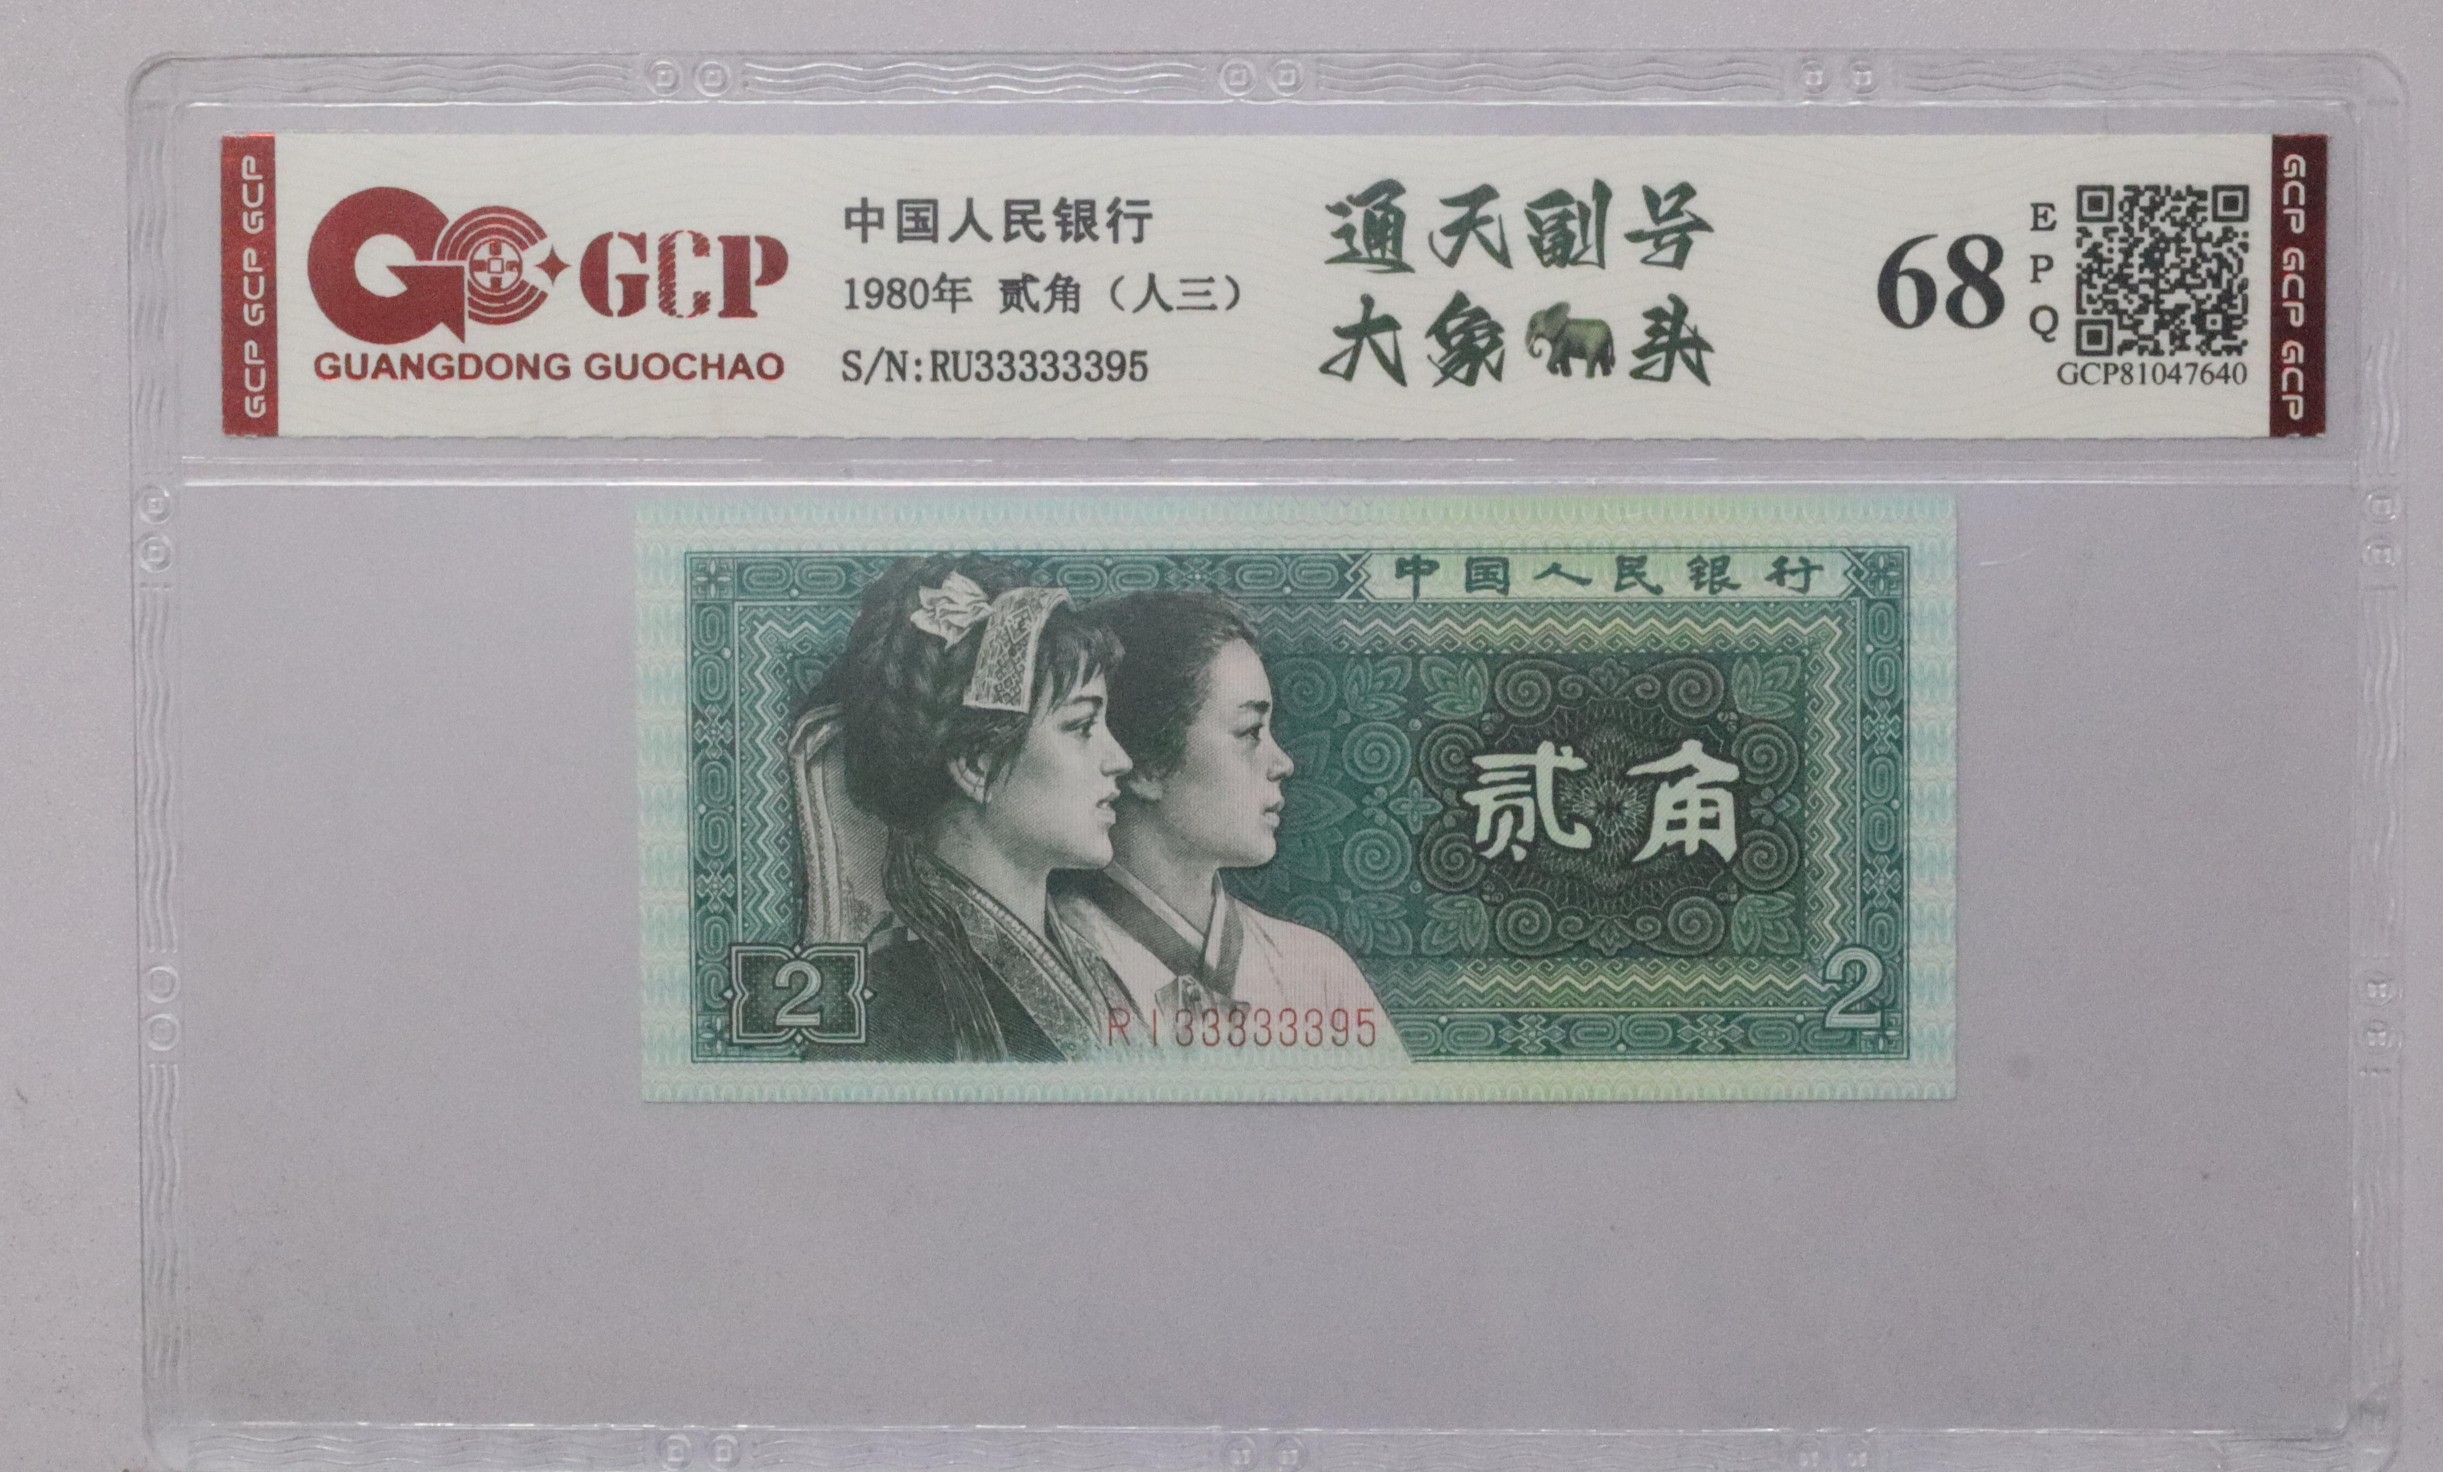 GCP GCP GCP
GCP
GUANGDONG GUOCHAO
中国人民银行
1980年 贰角（人三）
S/N:RU33333395
通天副号
大象🐘头
68
EPQ
GCP81047640
GCP GCP GCP
中国人民银行
贰角
2
RI33333395
2